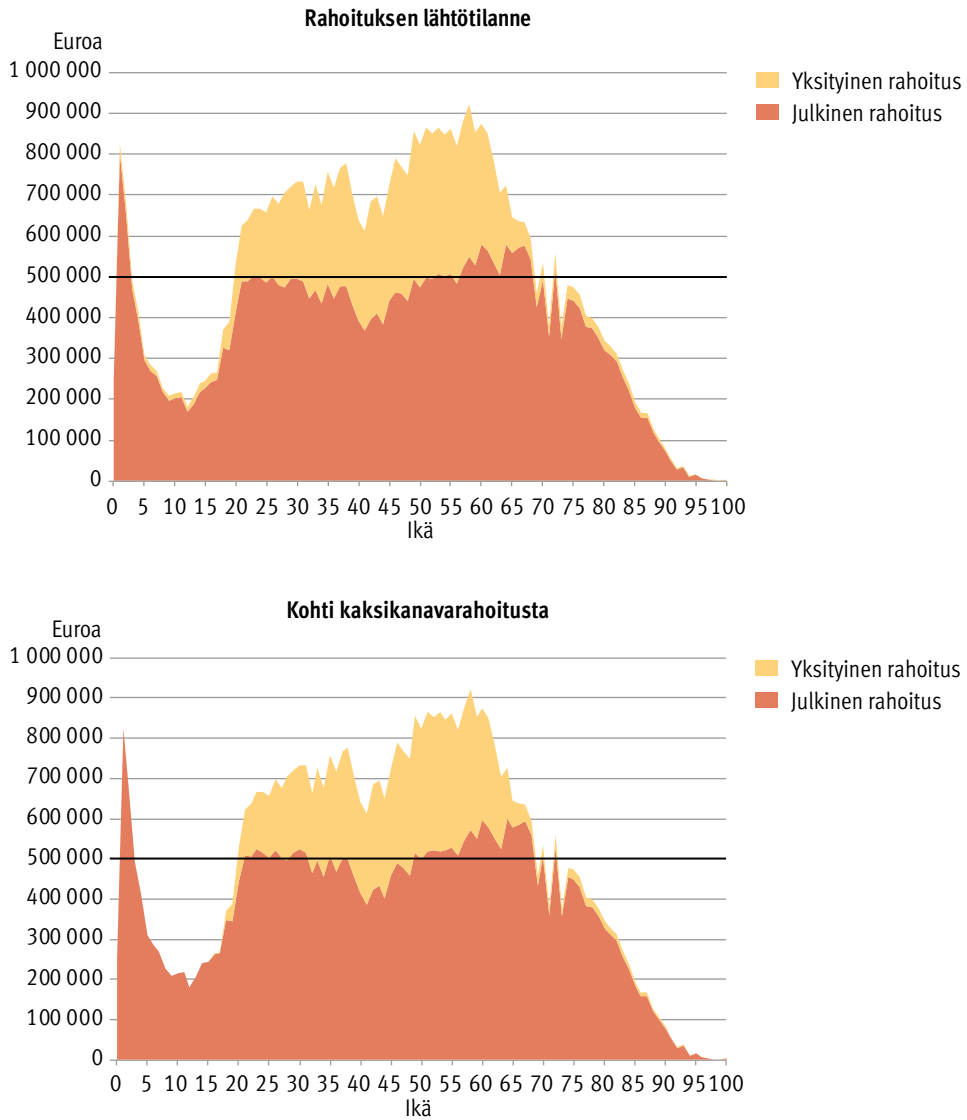 Rahoituksen lähtötilanne
Euroa
1 000 000
900 000
800 000
700 000
600 000
500 000
400 000
300 000
200 000
100 000
0
0 5 10 15 20 25 30 35 40 45 50 55 60 65 70 75 80 85 90 95 100
Ikä
Yksityinen rahoitus
Julkinen rahoitus
Kohti kaksikanavarahoitusta
Euroa
1 000 000
900 000
800 000
700 000
600 000
500 000
400 000
300 000
200 000
100 000
0
0 5 10 15 20 25 30 35 40 45 50 55 60 65 70 75 80 85 90 95 100
Ikä
Yksityinen rahoitus
Julkinen rahoitus